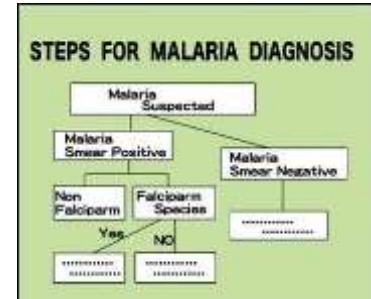 STEPS FOR MALARIA DIAGNOSIS
Malaria
Suspected
Malaria
Smear Positive
Malaria
Smear Negative
Non
Falciparm
Falciparm
Species
Yes
NO
............
............
............
............
............
............